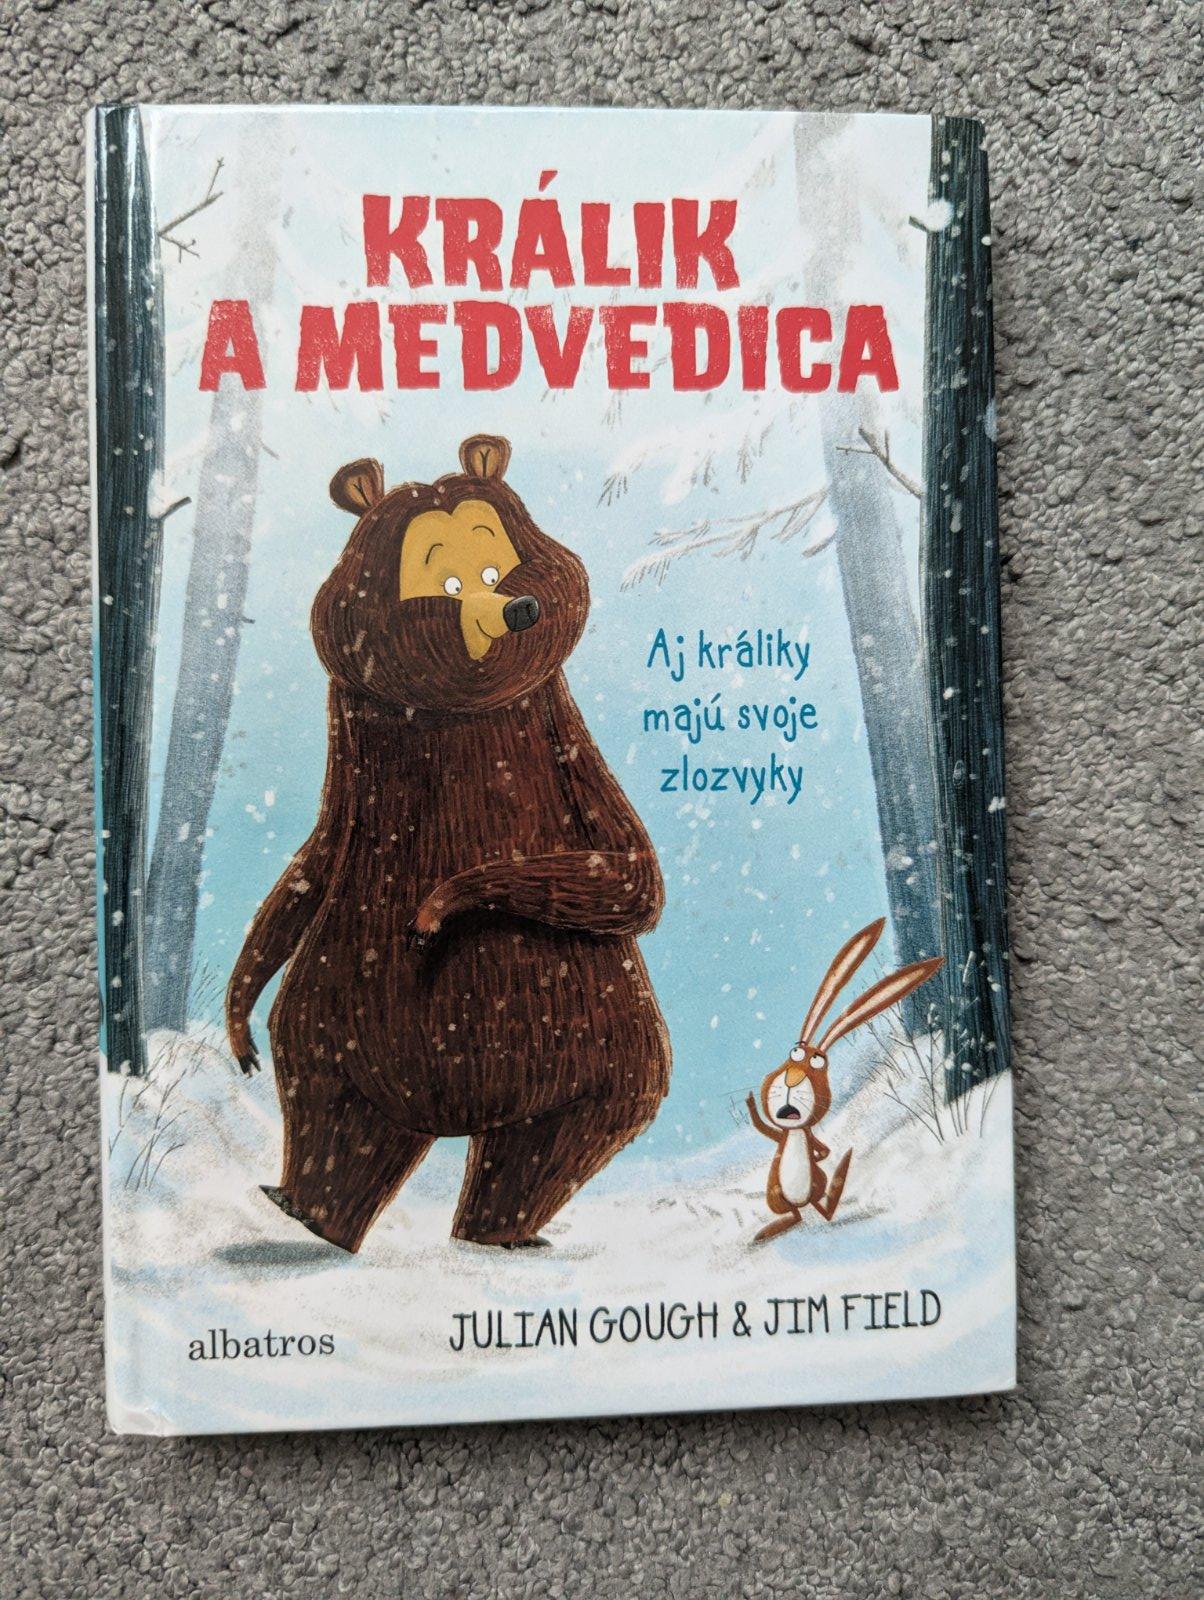 KRÁLIK
A MEDVEDICA
Aj králiky
majú svoje
zlozvyky
JULIAN GOUGH & JIM FIELD
albatros